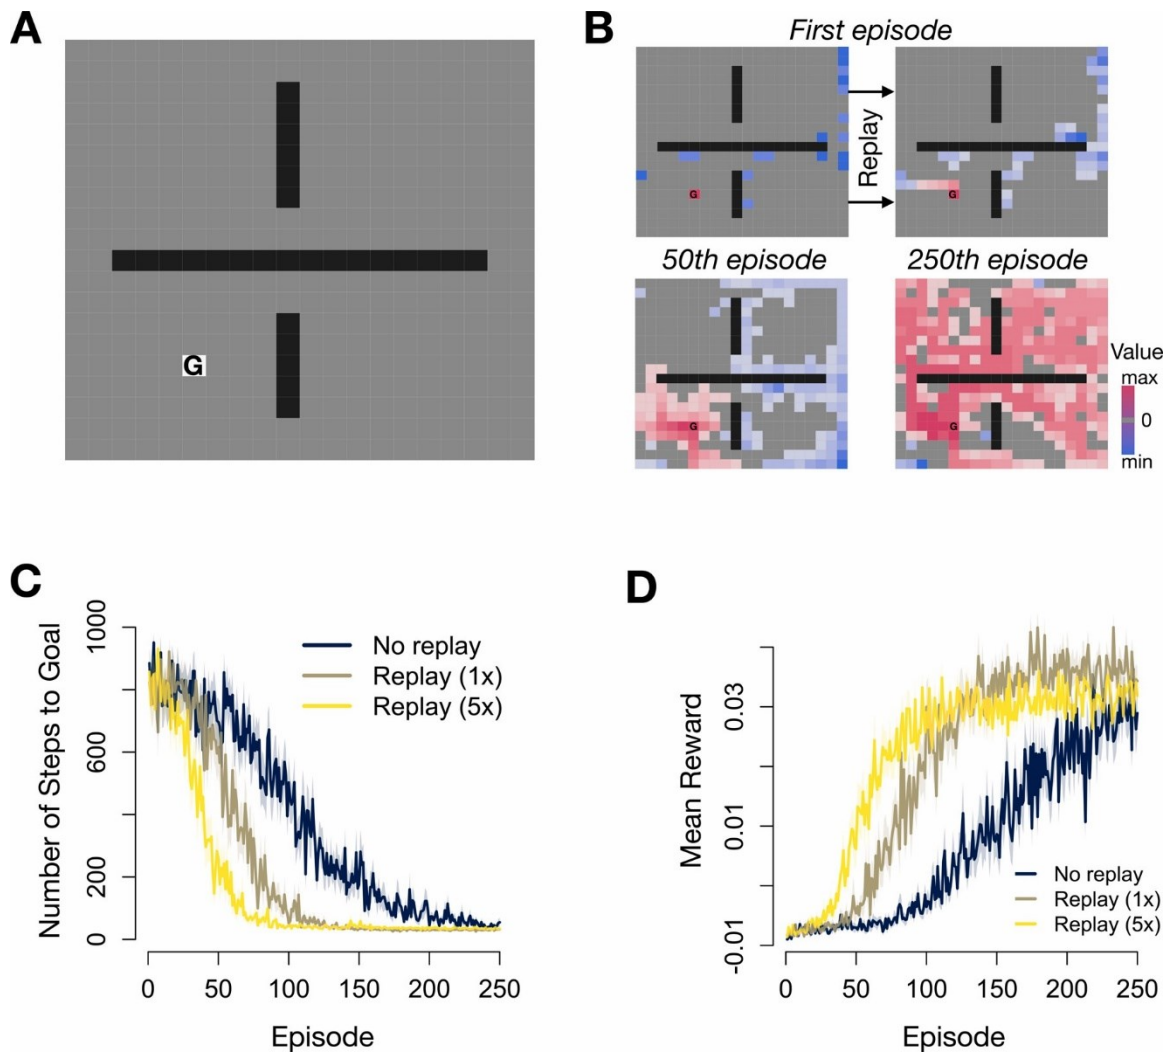 A
G
B
First episode
Replay
G
G
50th episode
250th episode
G
G
Value
max
0
min
C
Number of Steps to Goal
1000
600
200
0
No replay
Replay (1x)
Replay (5x)
0
50
100
150
200
250
Episode
D
Mean Reward
0.03
0.01
-0.01
No replay
Replay (1x)
Replay (5x)
0
50
100
150
200
250
Episode